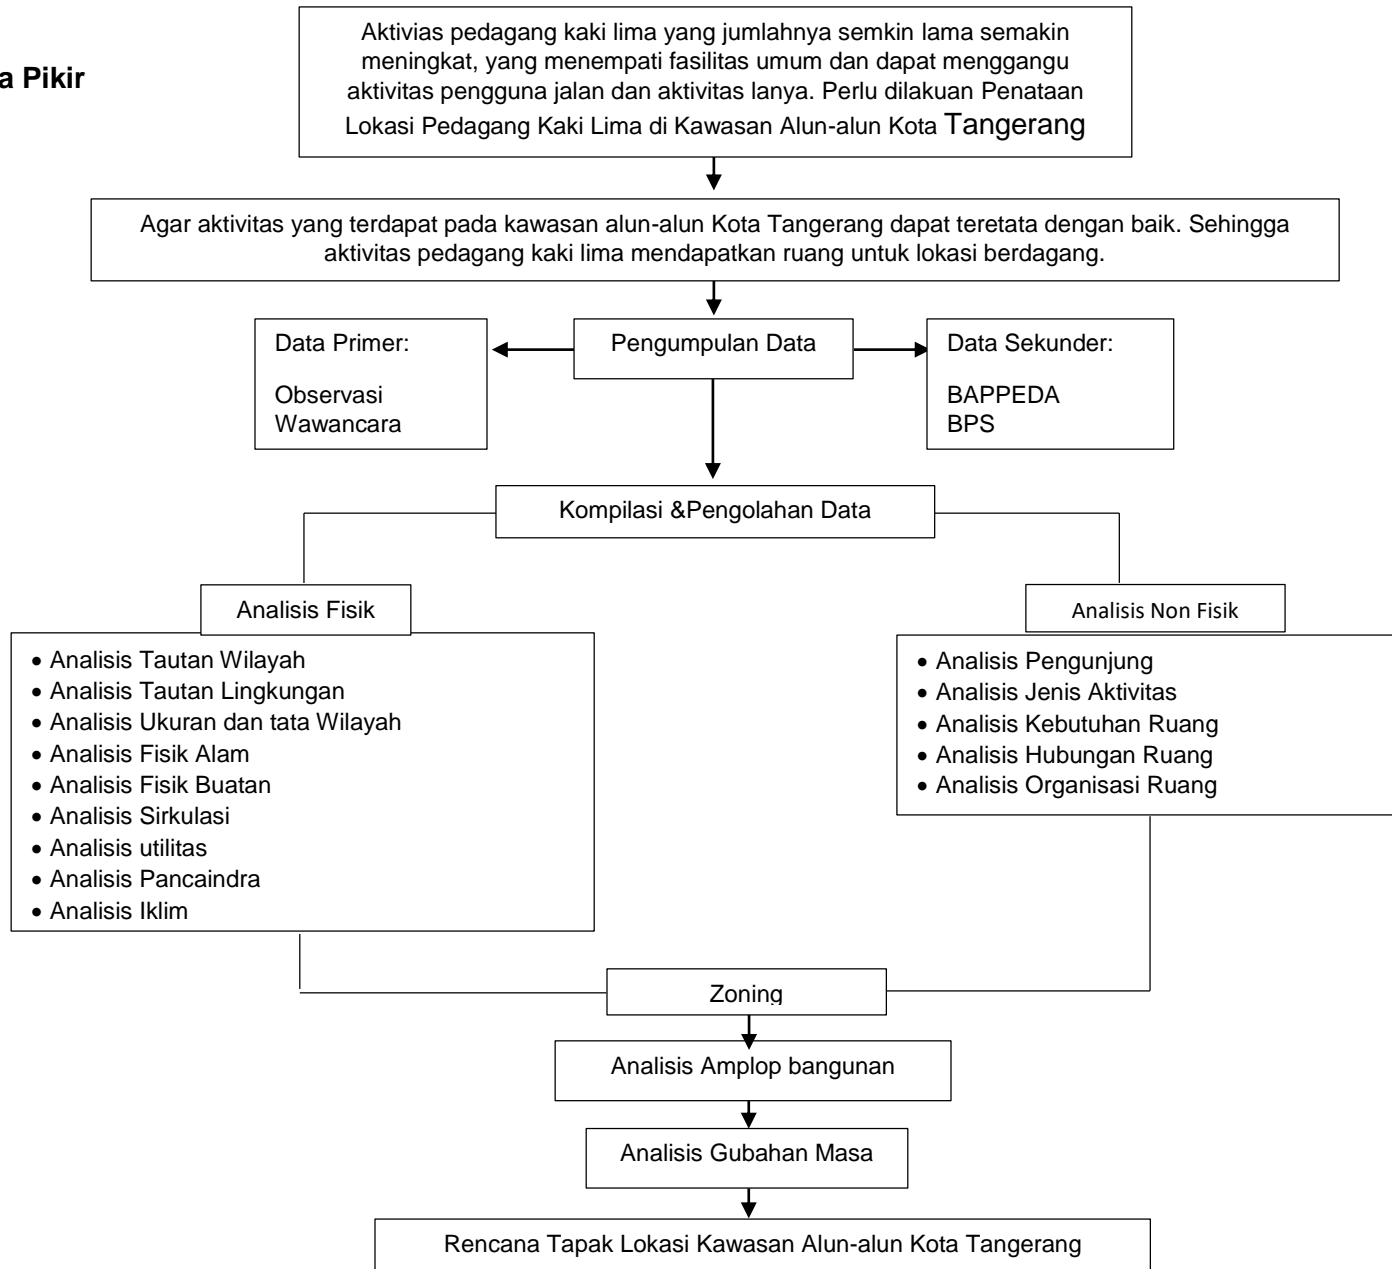 a Pikir
Aktivias pedagang kaki lima yang jumlahnya semkin lama semakin
meningkat, yang menempati fasilitas umum dan dapat menggangu
aktivitas pengguna jalan dan aktivitas lanya. Perlu dilakuan Penataan
Lokasi Pedagang Kaki Lima di Kawasan Alun-alun Kota Tangerang
Agar aktivitas yang terdapat pada kawasan alun-alun Kota Tangerang dapat teretata dengan baik. Sehingga
aktivitas pedagang kaki lima mendapatkan ruang untuk lokasi berdagang.
Data Primer:
Observasi
Wawancara
Pengumpulan Data
Data Sekunder:
BAPPEDA
BPS
Kompilasi &Pengolahan Data
Analisis Fisik
• Analisis Tautan Wilayah
• Analisis Tautan Lingkungan
• Analisis Ukuran dan tata Wilayah
• Analisis Fisik Alam
• Analisis Fisik Buatan
• Analisis Sirkulasi
• Analisis utilitas
• Analisis Pancaindra
• Analisis Iklim
Analisis Non Fisik
• Analisis Pengunjung
• Analisis Jenis Aktivitas
• Analisis Kebutuhan Ruang
• Analisis Hubungan Ruang
• Analisis Organisasi Ruang
Zoning
Analisis Amplop bangunan
Analisis Gubahan Masa
Rencana Tapak Lokasi Kawasan Alun-alun Kota Tangerang